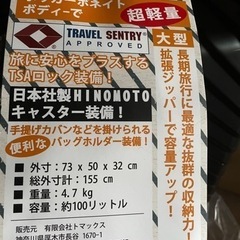 ボディーで
超軽量
TRAVEL SENTRY
APPROVED
旅に安心をプラスする
TSAロック装備！
日本社製HINOMOTO
キャスター装備！
手提げカバンなどを掛けられる
便利な
バッグホルダー装備！
大型
長期旅行に最適な抜群の収納力！
拡張ジッパーで容量アップ！
■ 外寸：73 × 50 × 32 cm
■ 総外寸計：155 cm
■ 重量：4.7 kg
■ 容量：約100リットル
販売元 有限会社トマックス
神奈川県厚木市長谷 1670-1